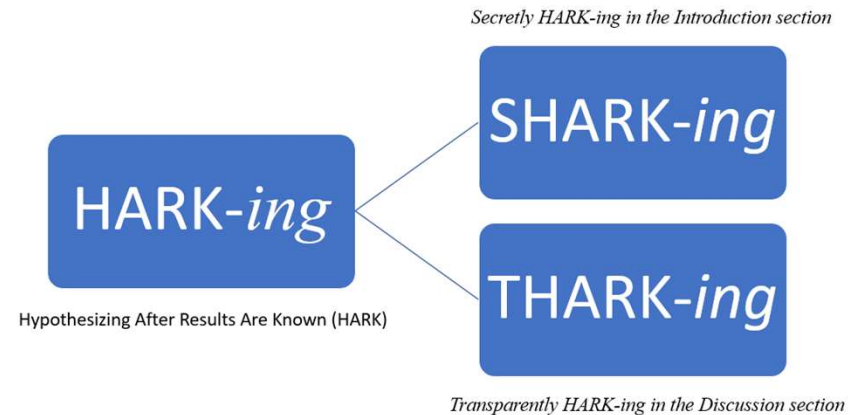 Secretly HARK-ing in the Introduction section
SHARK-ing
HARK-ing
Hypothesizing After Results Are Known (HARK)
THARK-ing
Transparently HARK-ing in the Discussion section